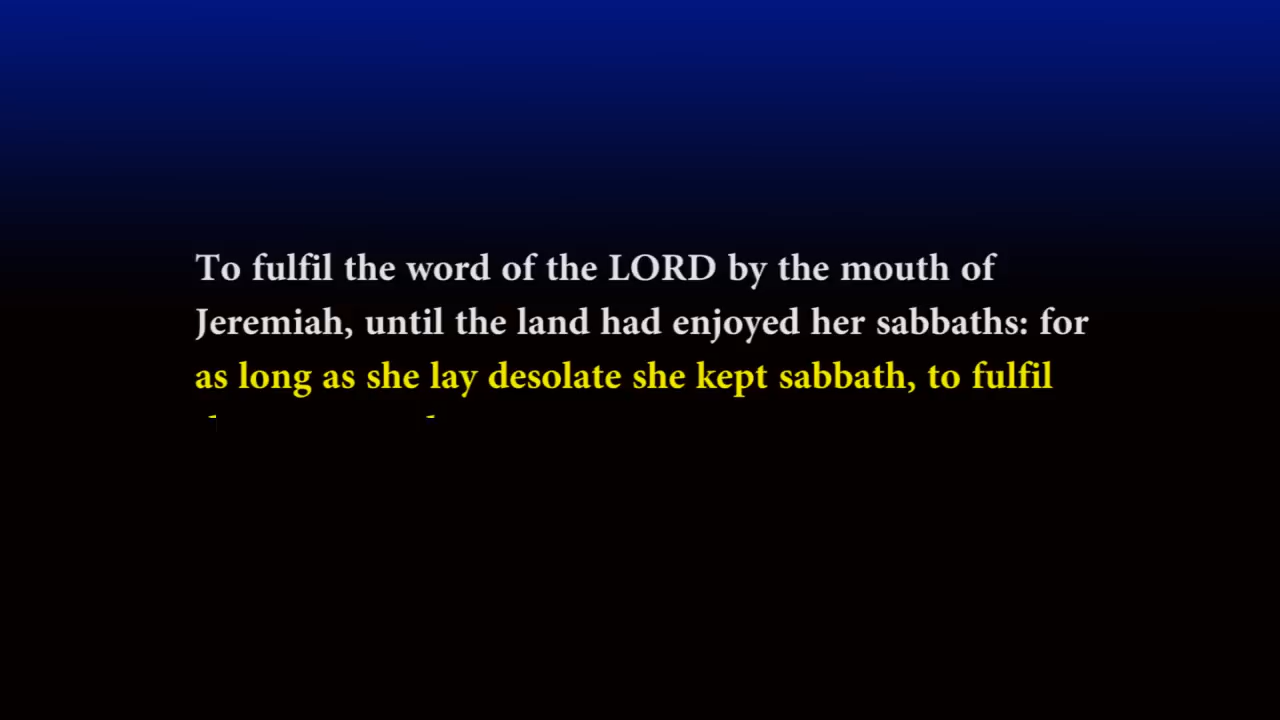 To fulfil the word of the LORD by the mouth of
Jeremiah, until the land had enjoyed her sabbaths: for
as long as she lay desolate she kept sabbath, to fulfil